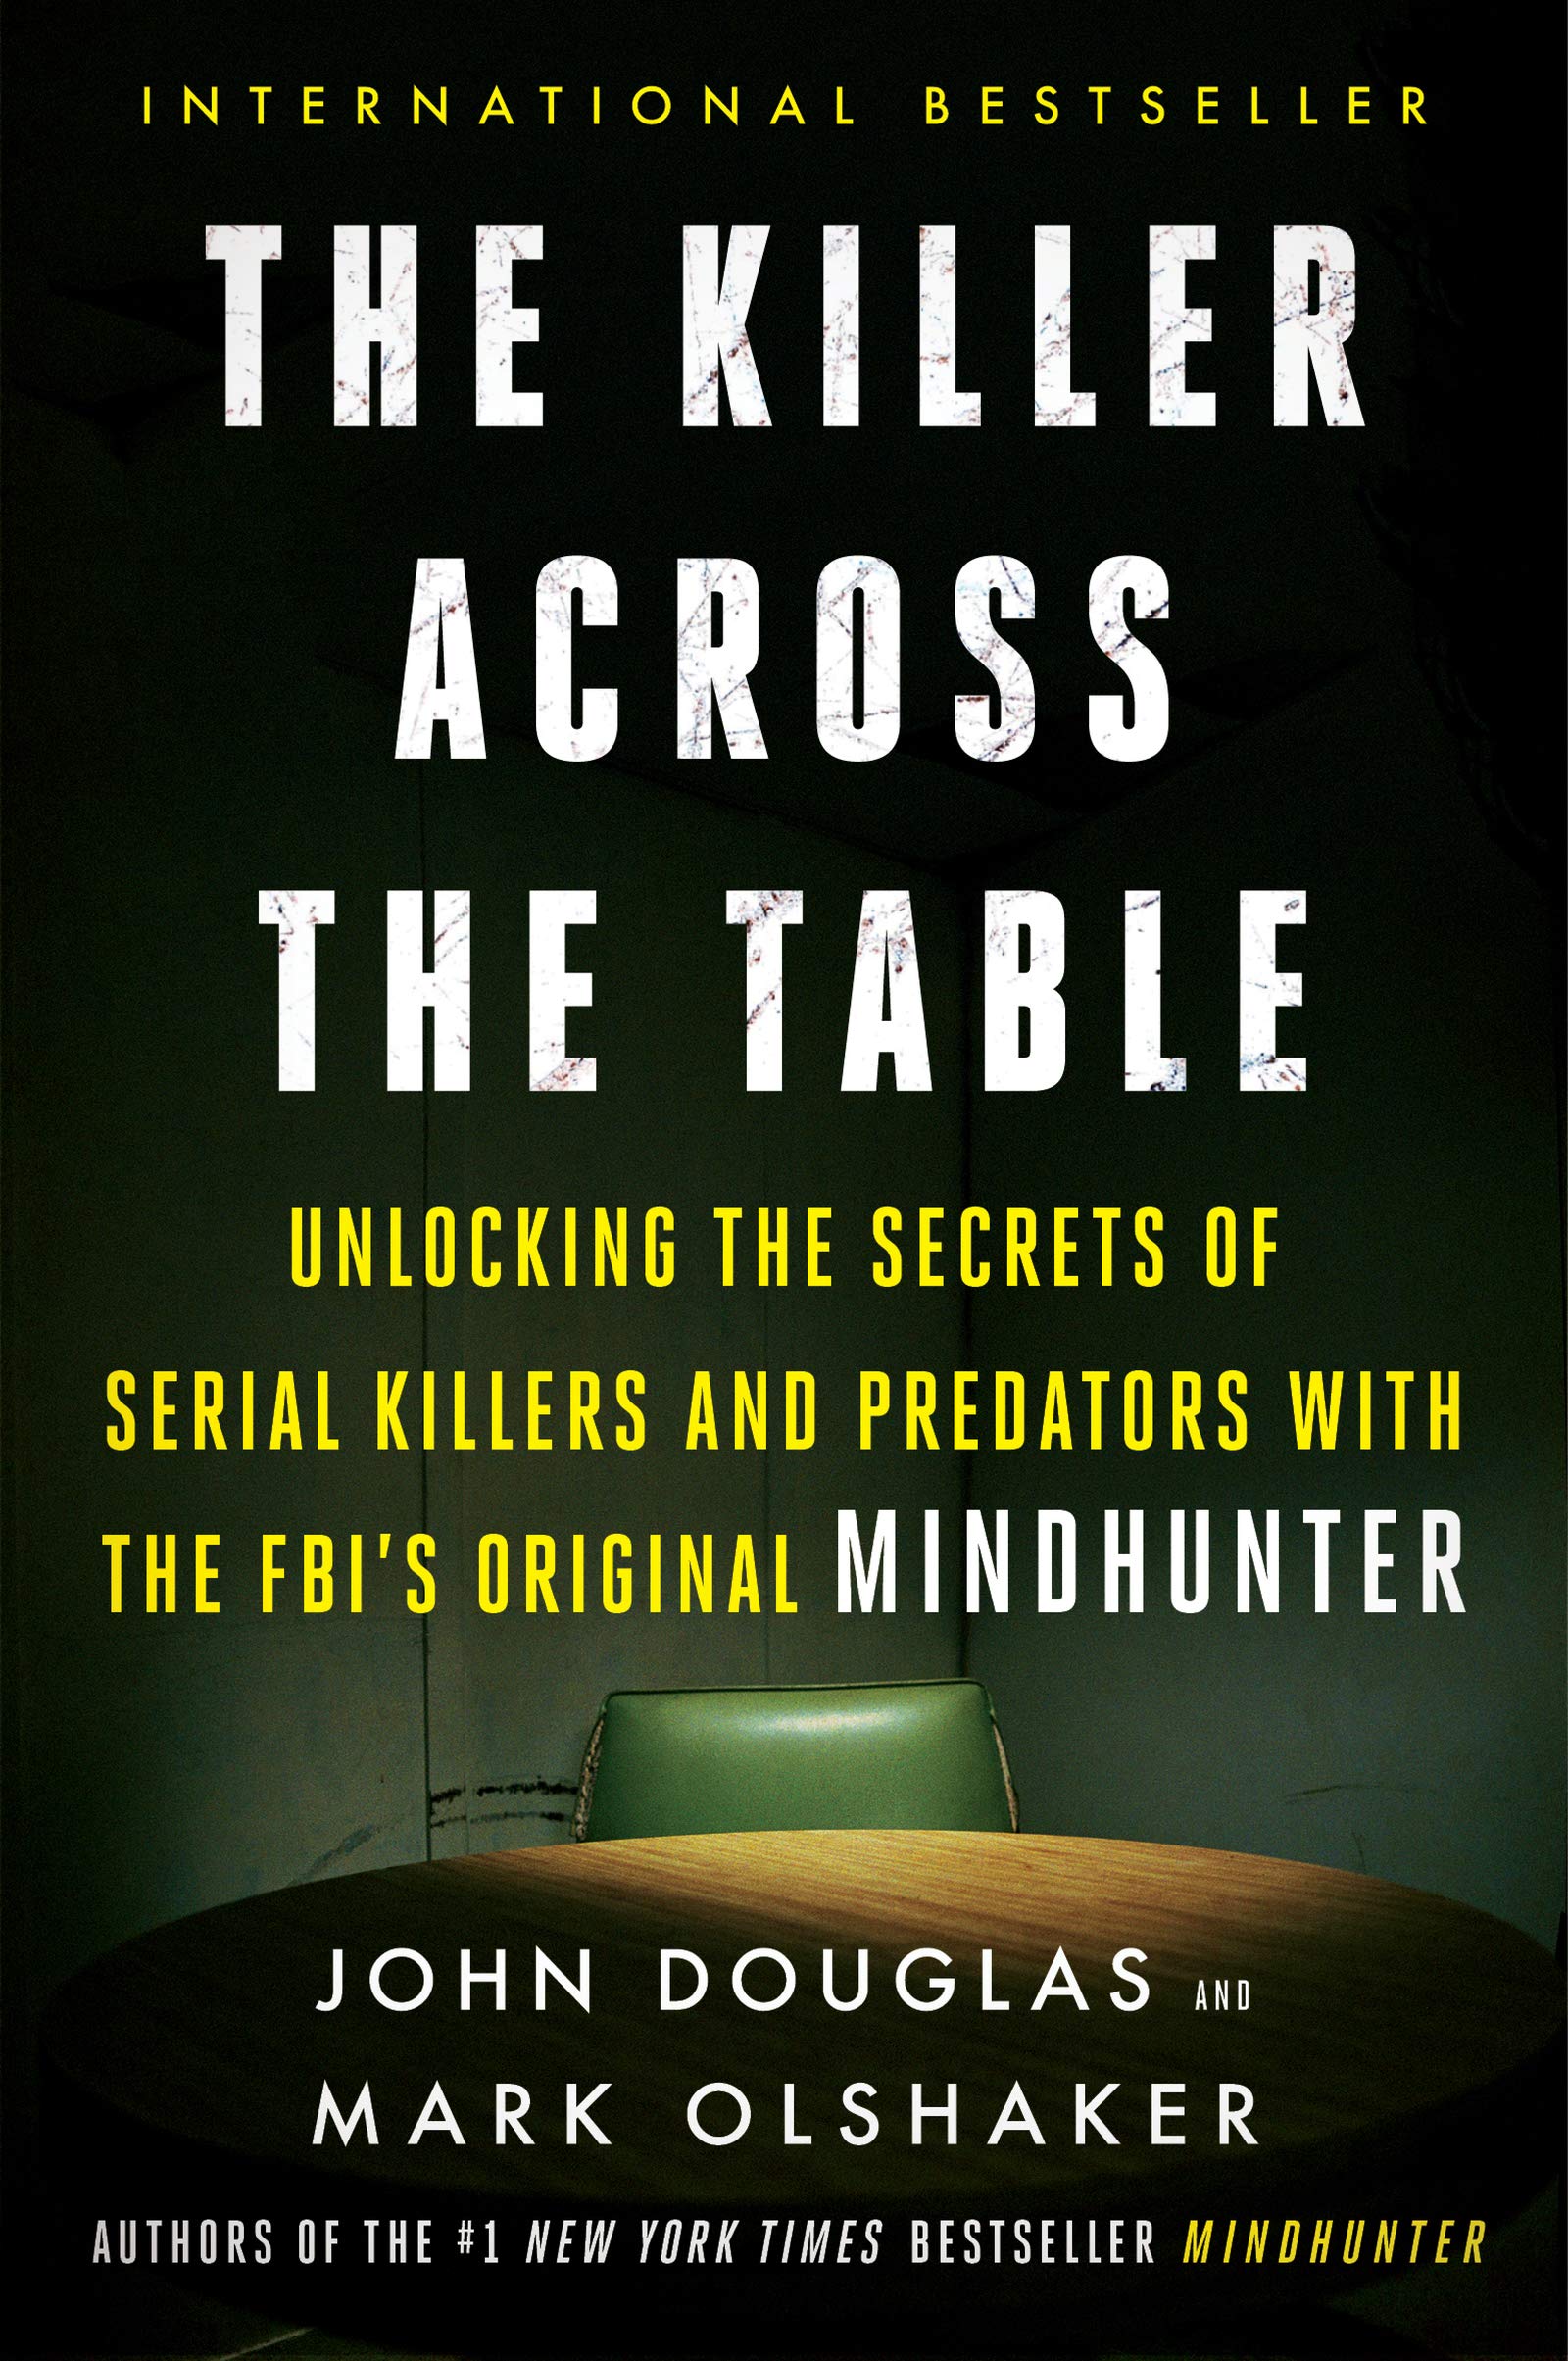 INTERNATIONAL BESTSELLER
THE KILLER
ACROSS
THE TABLE
UNLOCKING THE SECRETS OF
SERIAL KILLERS AND PREDATORS WITH
THE FBI'S ORIGINAL MINDHUNTER
JOHN DOUGLAS AND
MARK OLSHAKER
AUTHORS OF THE #1 NEW YORK TIMES BESTSELLER MINDHUNTER